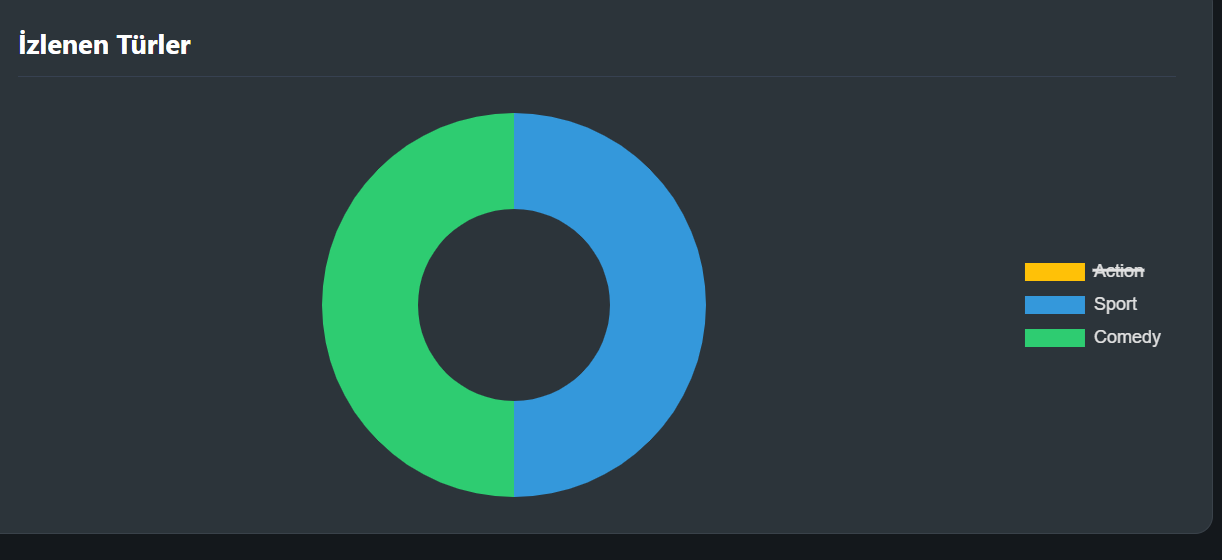 İzlenen Türler
Action
Sport
Comedy